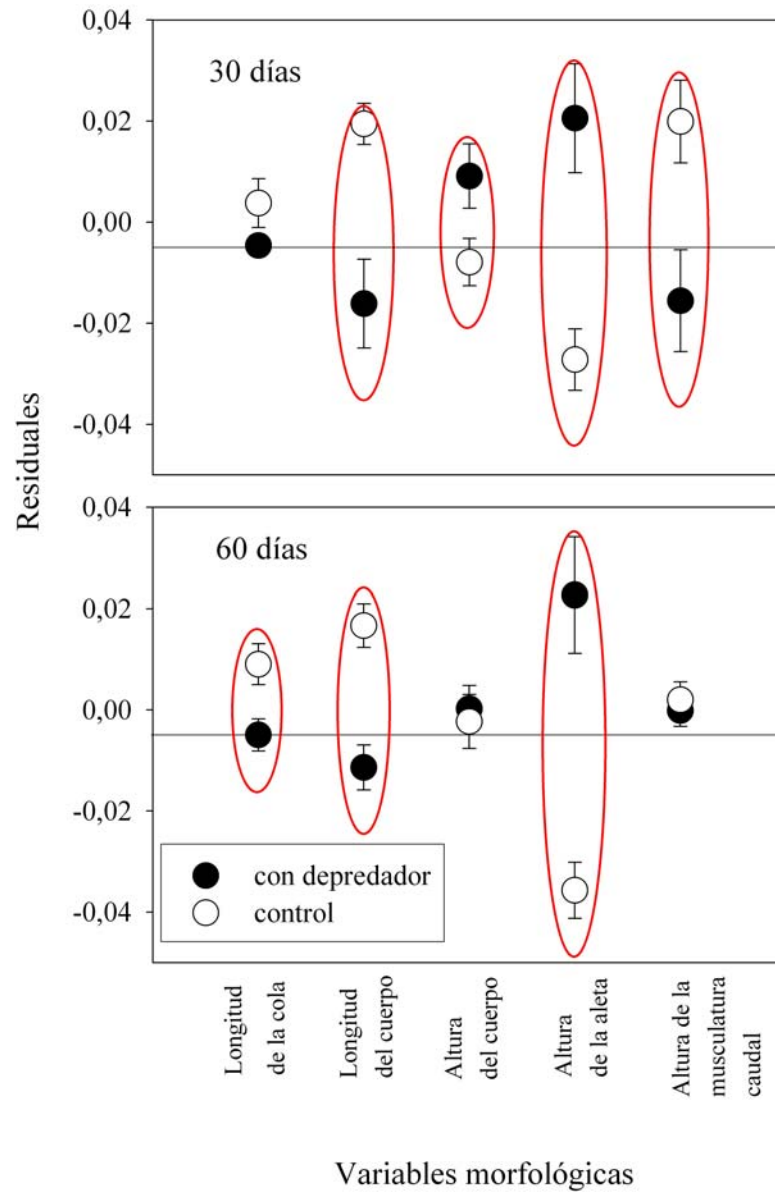 0,04
30 días
0,02
0,00
-0,02
-0,04
Residuales
0,04
60 días
0,02
0,00
-0,02
-0,04
con depredador
control
Longitud
de la cola
Longitud
del cuerpo
Altura
del cuerpo
Altura
de la aleta
Altura de la
musculatura
caudal
Variables morfológicas